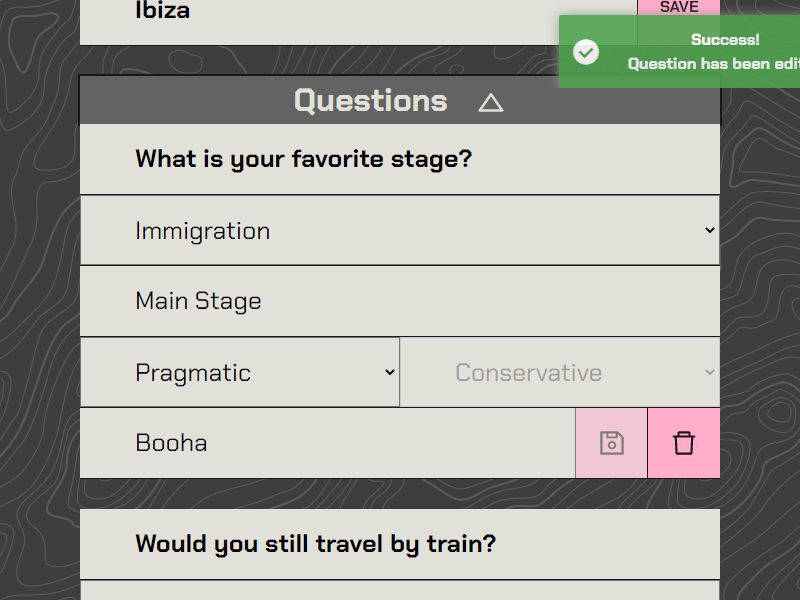 Ibiza
SAVE
Success!
Question has been edit
Questions
What is your favorite stage?
Immigration
Main Stage
Pragmatic
Conservative
Booha
Would you still travel by train?